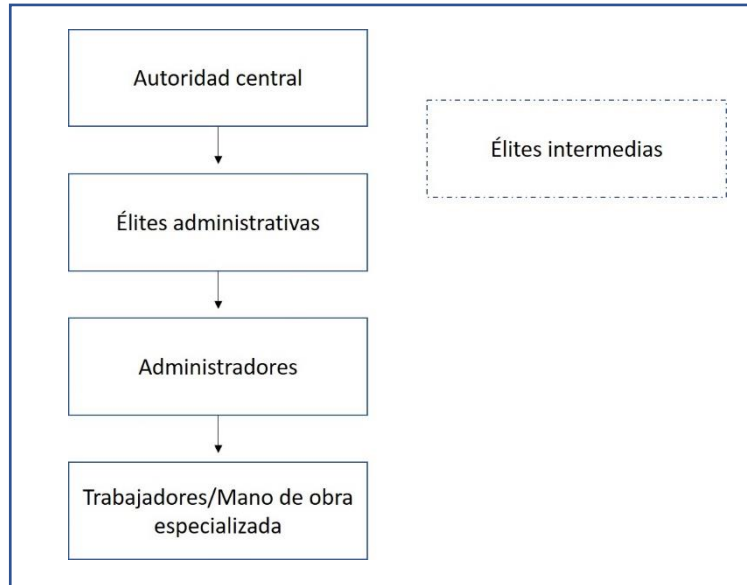 Autoridad central
Élites intermedias
Élites administrativas
Administradores
Trabajadores/Mano de obra
especializada